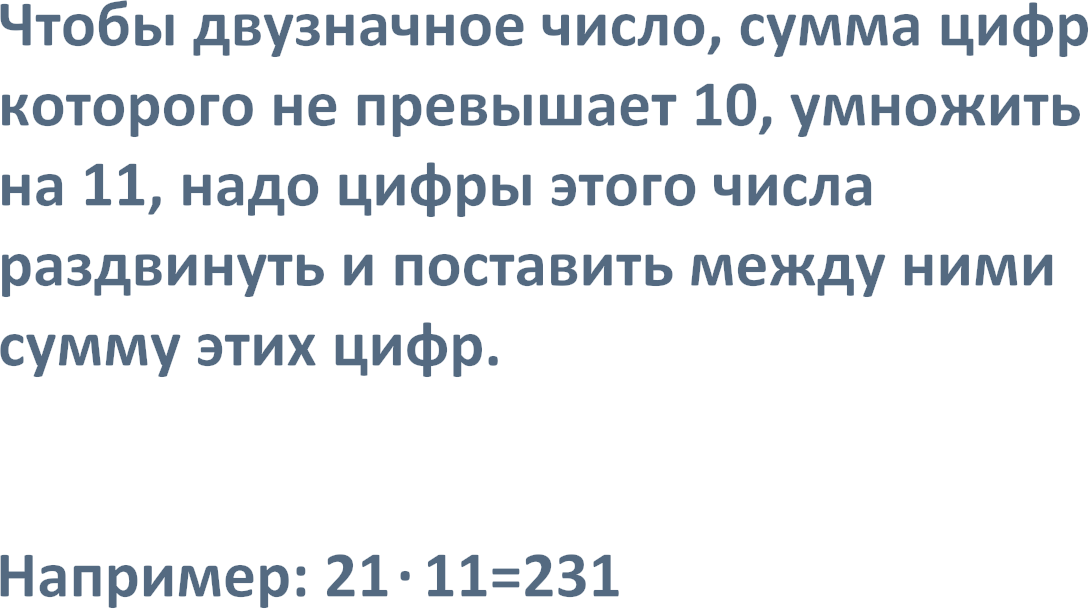 Чтобы двузначное число, сумма цифр
которого не превышает 10, умножить
на 11, надо цифры этого числа
раздвинуть и поставить между ними
сумму этих цифр.
Например: 21· 11=231